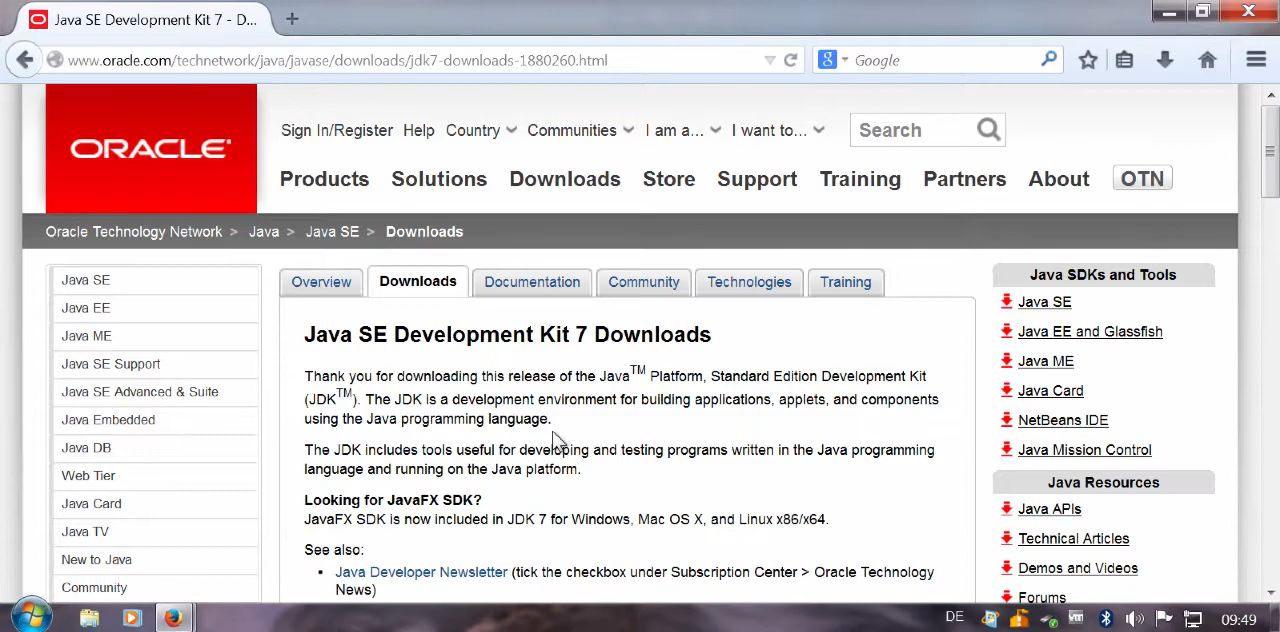 Java SE Development Kit 7 - D...
www.oracle.com/technetwork/java/javase/downloads/jdk7-downloads-1880260.html
Google
ORACLE
Sign In/Register Help Country Communities I am a... I want to... Search
Products Solutions Downloads Store Support Training Partners About OTN
Oracle Technology Network > Java > Java SE > Downloads
Java SE
Java EE
Java ME
Java SE Support
Java SE Advanced & Suite
Java Embedded
Java DB
Web Tier
Java Card
Java TV
New to Java
Community
Overview Downloads Documentation Community Technologies Training
Java SE Development Kit 7 Downloads
Thank you for downloading this release of the Java™ Platform, Standard Edition Development Kit
(JDK™). The JDK is a development environment for building applications, applets, and components
using the Java programming language.
The JDK includes tools useful for developing and testing programs written in the Java programming
language and running on the Java platform.
Looking for JavaFX SDK?
JavaFX SDK is now included in JDK 7 for Windows, Mac OS X, and Linux x86/x64.
See also:
▪ Java Developer Newsletter (tick the checkbox under Subscription Center > Oracle Technology
News)
Java SDKs and Tools
Java SE
Java EE and Glassfish
Java ME
Java Card
NetBeans IDE
Java Mission Control
Java Resources
Java APIs
Technical Articles
Demos and Videos
Forums
DE 09:49